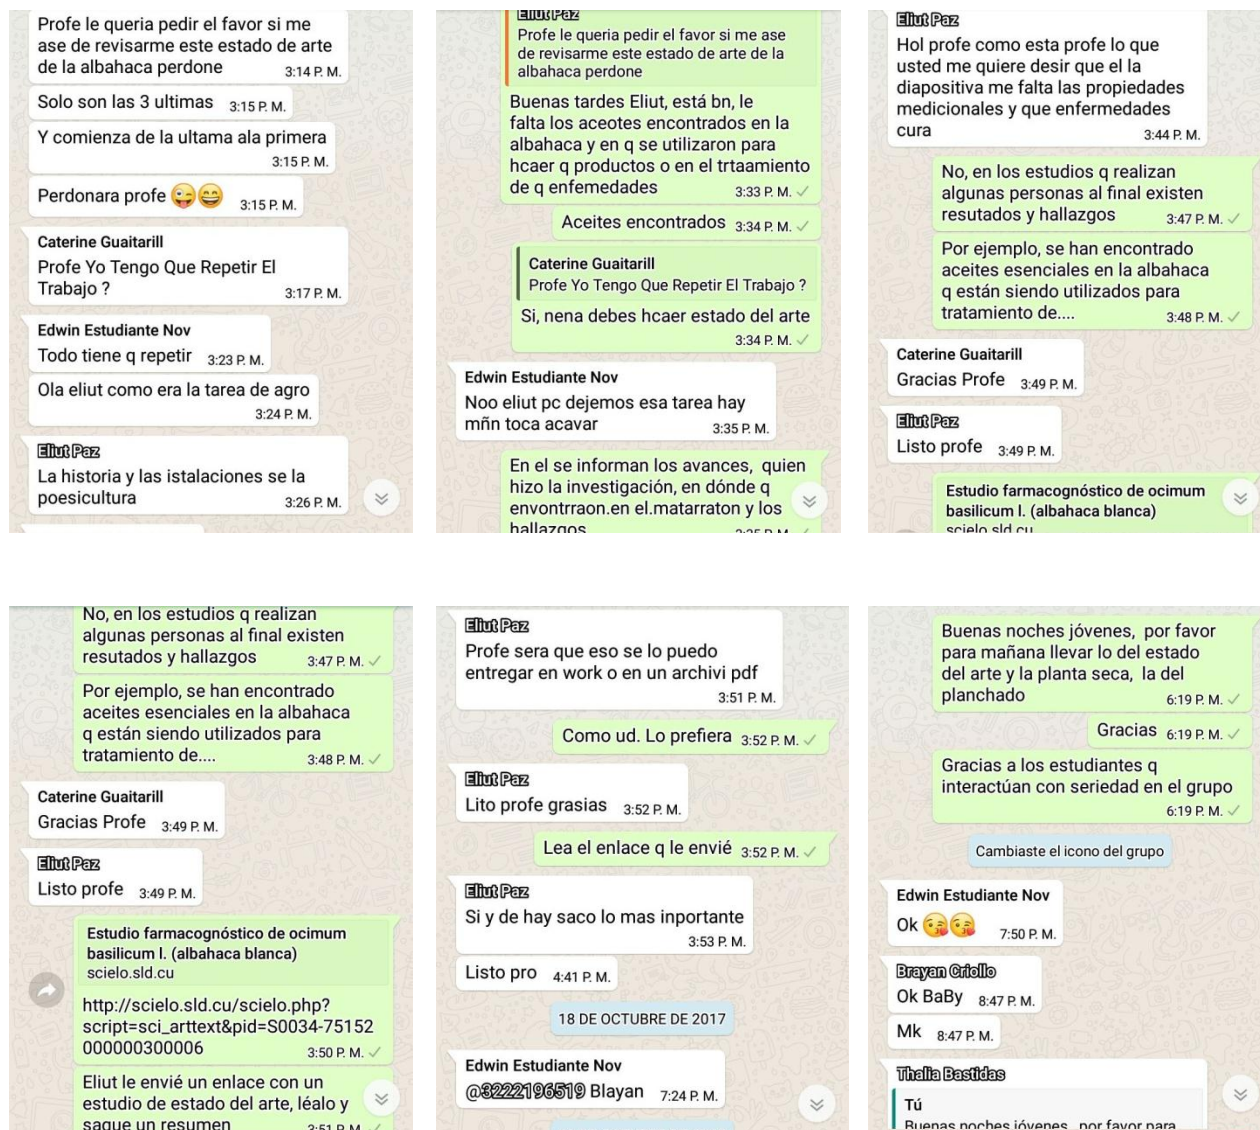 Profe le queria pedir el favor si me
ase de revisarme este estado de arte
de la albahaca perdone 3:14 P. M.
Solo son las 3 ultimas 3:15 P. M.
Y comienza de la ultama ala primera
3:15 P. M.
Perdonara profe 😜😄 3:15 P. M.
Caterine Guaitarill
Profe Yo Tengo Que Repetir El
Trabajo ? 3:17 P. M.
Edwin Estudiante Nov
Todo tiene q repetir 3:23 P. M.
Ola eliut como era la tarea de agro
3:24 P. M.
Eliut Paz
La historia y las istalaciones se la
poesicultura 3:26 P. M.
Eliut Paz
Profe le queria pedir el favor si me ase
de revisarme este estado de arte de la
albahaca perdone
Buenas tardes Eliut, está bn, le
falta los aceotes encontrados en la
albahaca y en q se utilizaron para
hcaer q productos o en el trtaamiento
de q enfemedades 3:33 P. M. ✓
Aceites encontrados 3:34 P. M. ✓
Caterine Guaitarill
Profe Yo Tengo Que Repetir El Trabajo ?
Si, nena debes hcaer estado del arte
3:34 P. M. ✓
Edwin Estudiante Nov
Noo eliut pc dejemos esa tarea hay
mñn toca acavar 3:35 P. M.
En el se informan los avances, quien
hizo la investigación, en dónde q
envontrraon.en el.matarraton y los
hallazgos 3:35 P. M.
Eliut Paz
Hol profe como esta profe lo que
usted me quiere desir que el la
diapositiva me falta las propiedades
medicionales y que enfermedades
cura 3:44 P. M.
No, en los estudios q realizan
algunas personas al final existen
resutados y hallazgos 3:47 P. M. ✓
Por ejemplo, se han encontrado
aceites esenciales en la albahaca
q están siendo utilizados para
tratamiento de.... 3:48 P. M. ✓
Caterine Guaitarill
Gracias Profe 3:49 P. M.
Eliut Paz
Listo profe 3:49 P. M.
Estudio farmacognóstico de ocimum
basilicum l. (albahaca blanca)
scielo.sld.cu
No, en los estudios q realizan
algunas personas al final existen
resutados y hallazgos 3:47 P. M. ✓
Por ejemplo, se han encontrado
aceites esenciales en la albahaca
q están siendo utilizados para
tratamiento de.... 3:48 P. M. ✓
Caterine Guaitarill
Gracias Profe 3:49 P. M.
Eliut Paz
Listo profe 3:49 P. M.
Estudio farmacognóstico de ocimum
basilicum l. (albahaca blanca)
scielo.sld.cu
http://scielo.sld.cu/scielo.php?
script=sci_arttext&pid=S0034-75152
000000300006 3:50 P. M. ✓
Eliut le envié un enlace con un
estudio de estado del arte, léalo y
saque un resumen 3:51 P. M. ✓
Eliut Paz
Profe sera que eso se lo puedo
entregar en work o en un archivi pdf
3:51 P. M.
Como ud. Lo prefiera 3:52 P. M. ✓
Eliut Paz
Lito profe grasias 3:52 P. M.
Lea el enlace q le envié 3:52 P. M. ✓
Eliut Paz
Si y de hay saco lo mas inportante
3:53 P. M.
Listo pro 4:41 P. M.
18 DE OCTUBRE DE 2017
Edwin Estudiante Nov
@3222196519 Blayan 7:24 P. M.
Buenas noches jóvenes, por favor
para mañana llevar lo del estado
del arte y la planta seca, la del
planchado 6:19 P. M. ✓
Gracias 6:19 P. M. ✓
Gracias a los estudiantes q
interactúan con seriedad en el grupo
6:19 P. M. ✓
Cambiaste el icono del grupo
Edwin Estudiante Nov
Ok 😘😘 7:50 P. M.
Brayan Criollo
Ok BaBy 8:47 P. M.
Mk 8:47 P. M.
Thalia Bastidas
Tú
Buenas noches jóvenes, por favor para